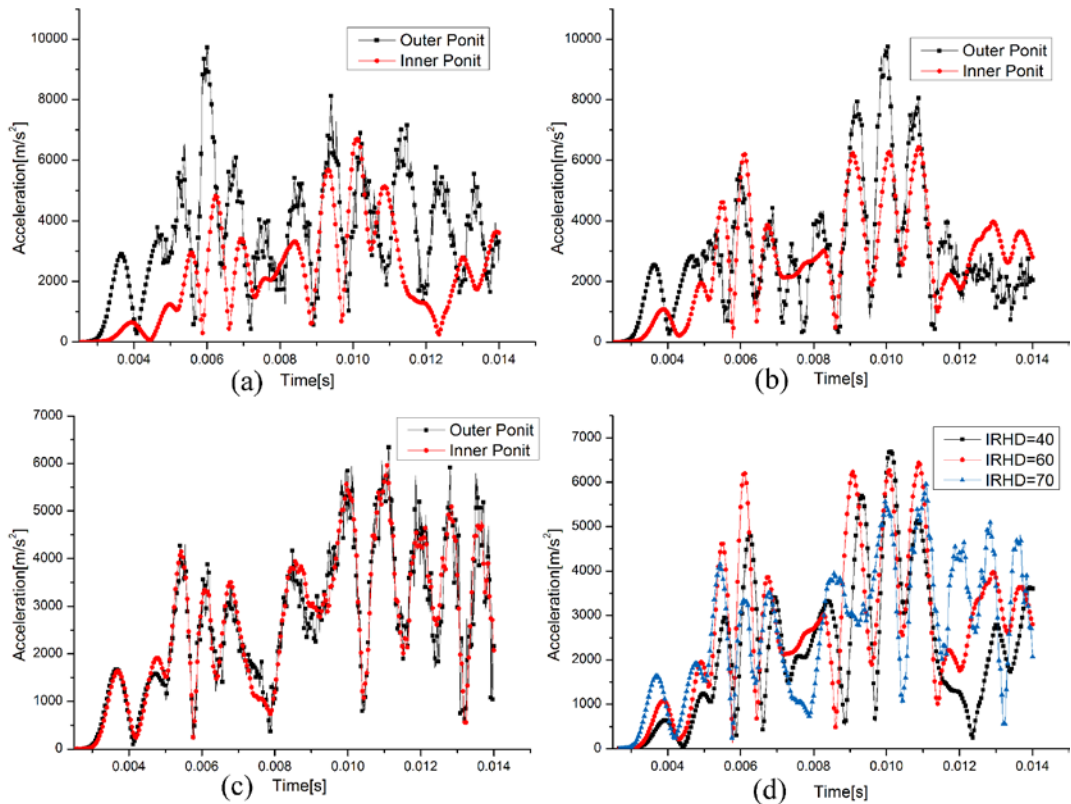 10000
8000
6000
4000
2000
0
Acceleration[m/s²]
Outer Ponit
Inner Ponit
0.004 0.006 0.008 0.010 0.012 0.014
Time[s]
(a)
10000
8000
6000
4000
2000
0
Acceleration[m/s²]
Outer Ponit
Inner Ponit
0.004 0.006 0.008 0.010 0.012 0.014
Time[s]
(b)
7000
6000
5000
4000
3000
2000
1000
0
Acceleration[m/s²]
Outer Ponit
Inner Ponit
0.004 0.006 0.008 0.010 0.012 0.014
Time[s]
(c)
7000
6000
5000
4000
3000
2000
1000
0
Acceleration[m/s²]
IRHD=40
IRHD=60
IRHD=70
0.004 0.006 0.008 0.010 0.012 0.014
Time[s]
(d)